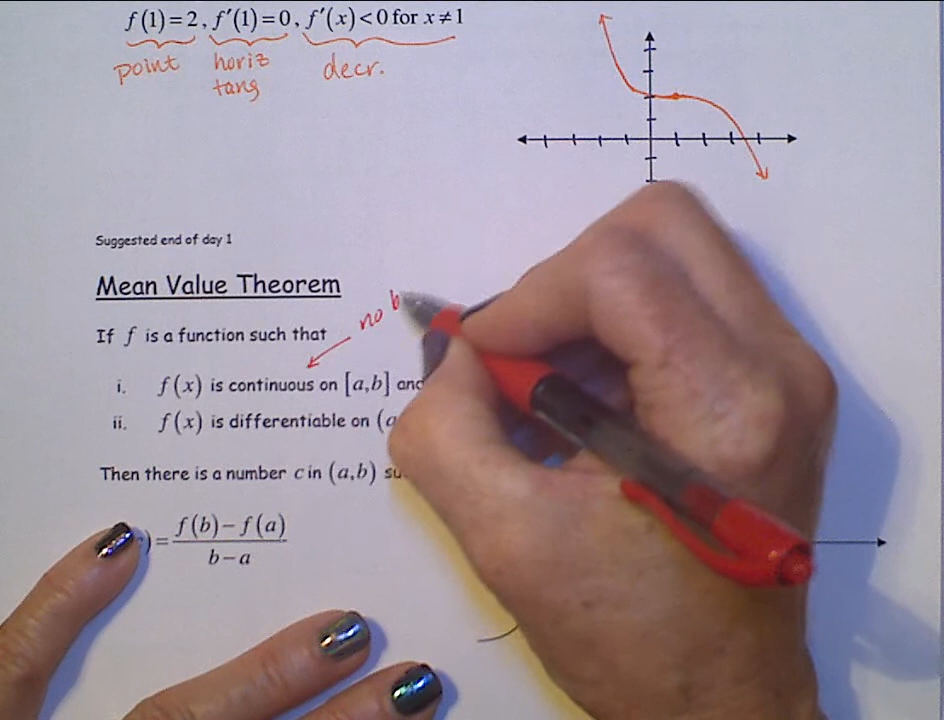 f(1)=2, f'(1)=0, f'(x)<0 for x≠1
point horiz tang decr.
Suggested end of day 1
Mean Value Theorem
no
If f is a function such that
i. f(x) is continuous on [a,b] and
ii. f(x) is differentiable on (a
Then there is a number c in (a,b) su
) = f(b)-f(a) / b-a